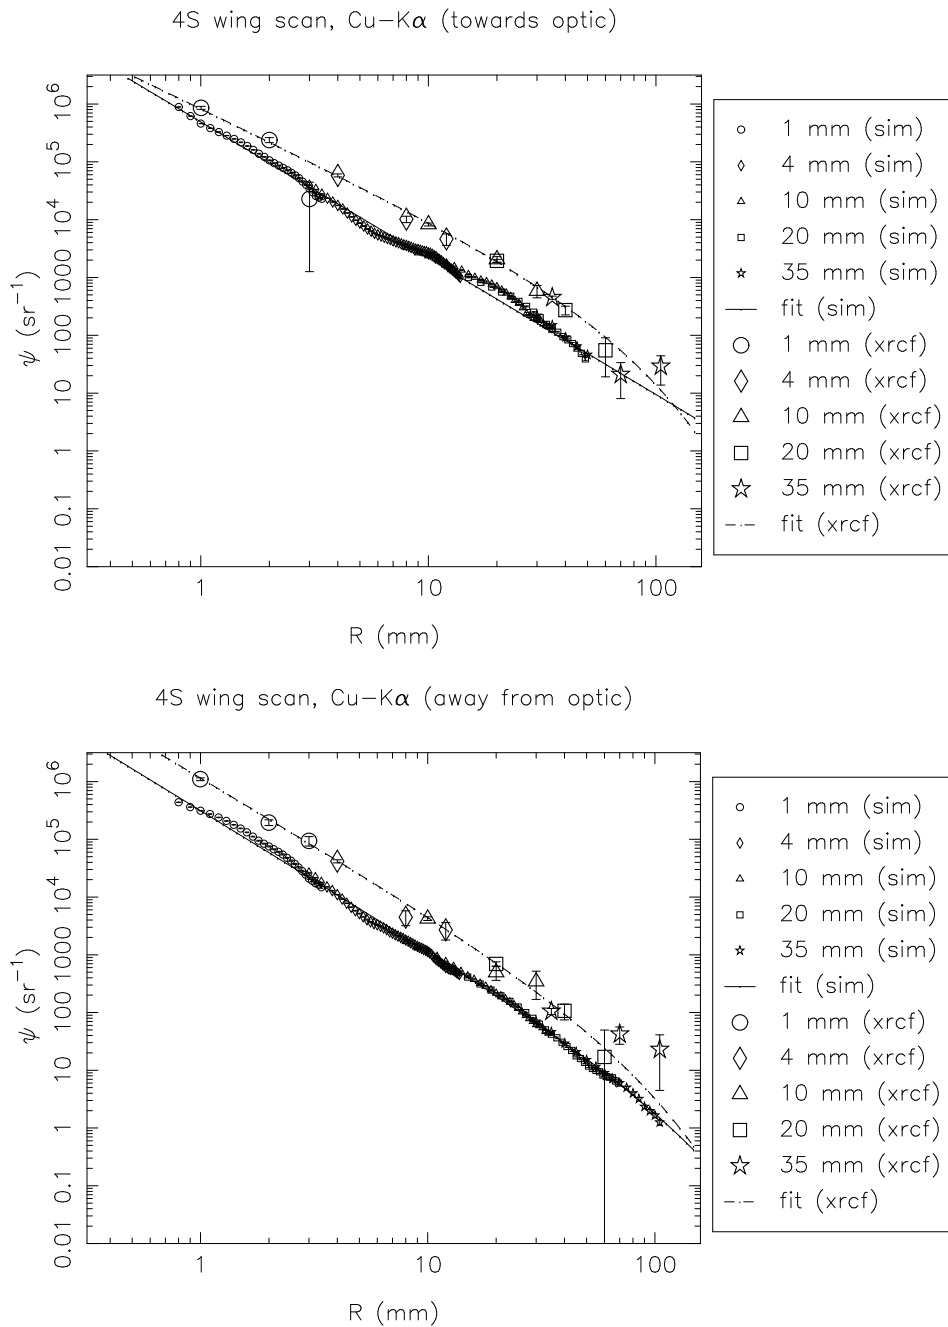 4S wing scan, Cu−Kα (towards optic)
10⁶
10⁵
10⁴
1000
100
10
1
0.1
0.01
ψ (sr⁻¹)
1 10 100
R (mm)
1 mm (sim)
4 mm (sim)
10 mm (sim)
20 mm (sim)
35 mm (sim)
fit (sim)
1 mm (xrcf)
4 mm (xrcf)
10 mm (xrcf)
20 mm (xrcf)
35 mm (xrcf)
fit (xrcf)
4S wing scan, Cu−Kα (away from optic)
10⁶
10⁵
10⁴
1000
100
10
1
0.1
0.01
ψ (sr⁻¹)
1 10 100
R (mm)
1 mm (sim)
4 mm (sim)
10 mm (sim)
20 mm (sim)
35 mm (sim)
fit (sim)
1 mm (xrcf)
4 mm (xrcf)
10 mm (xrcf)
20 mm (xrcf)
35 mm (xrcf)
fit (xrcf)